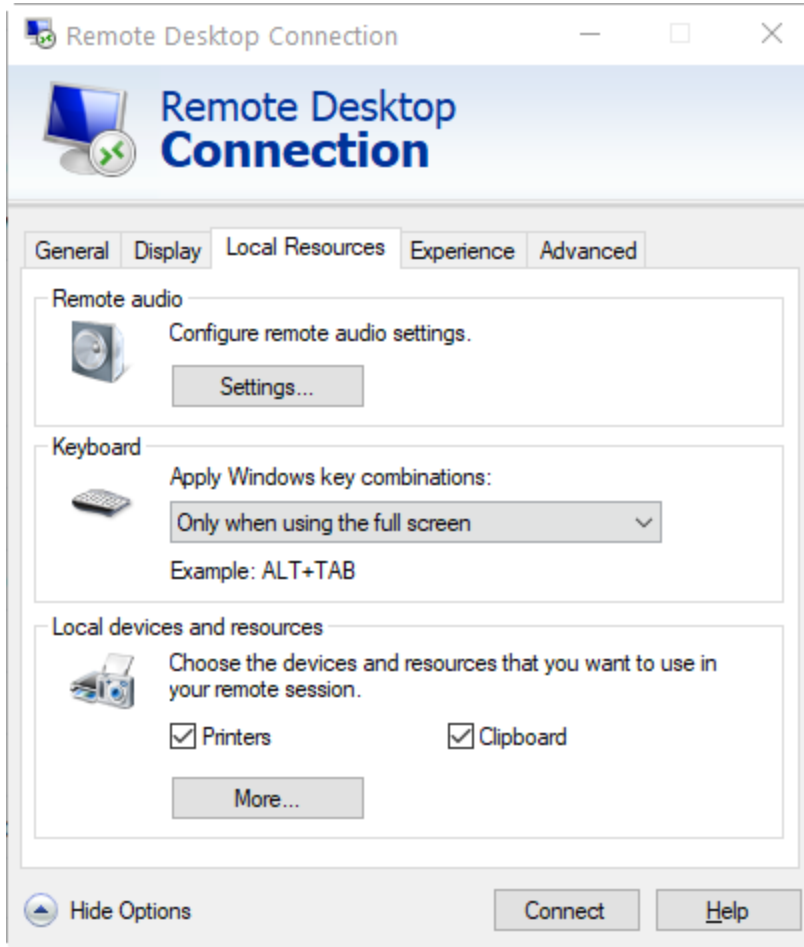 Remote Desktop Connection
Remote Desktop
Connection
General Display Local Resources Experience Advanced
Remote audio
Configure remote audio settings.
Settings...
Keyboard
Apply Windows key combinations:
Only when using the full screen
Example: ALT+TAB
Local devices and resources
Choose the devices and resources that you want to use in
your remote session.
Printers Clipboard
More...
Hide Options Connect Help